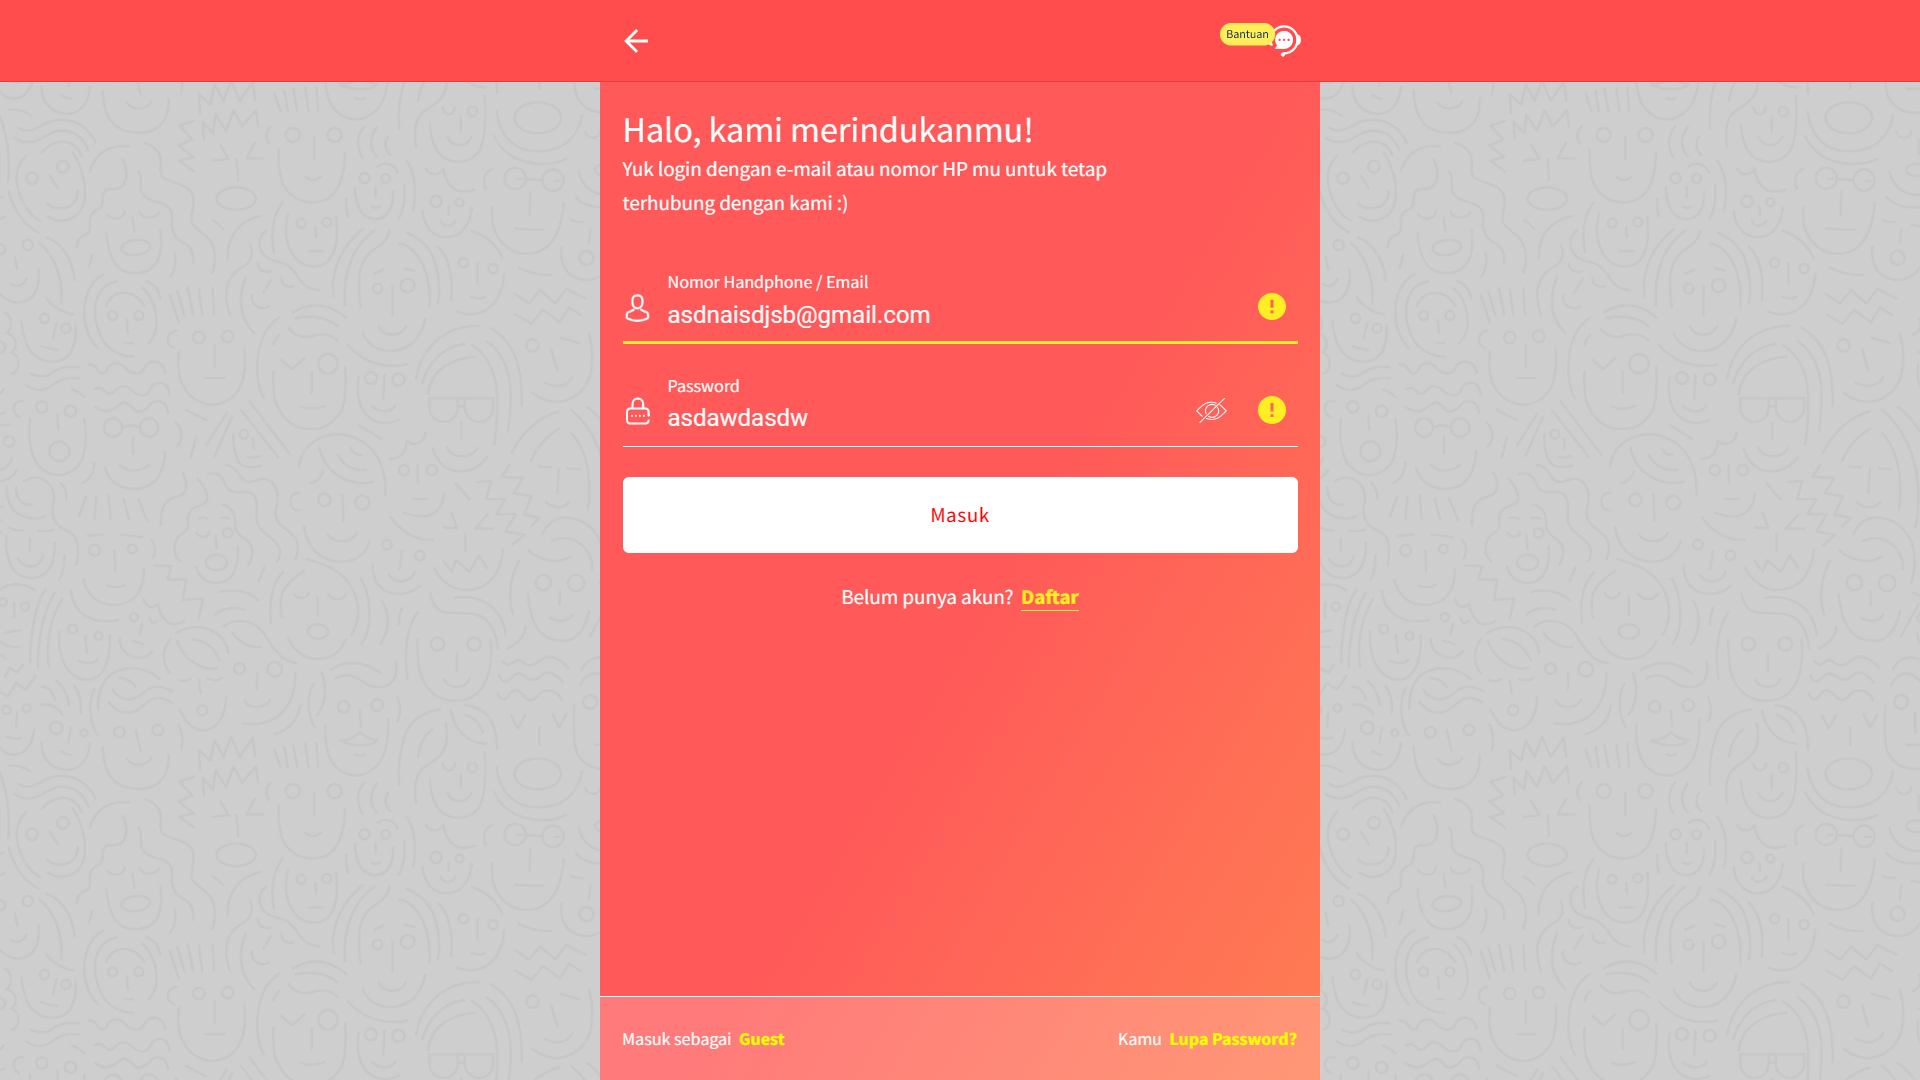 Bantuan
Halo, kami merindukanmu!
Yuk login dengan e-mail atau nomor HP mu untuk tetap
terhubung dengan kami :)
Nomor Handphone / Email
asdnaisdjsb@gmail.com
Password
asdawdasdw
Masuk
Belum punya akun? Daftar
Masuk sebagai Guest
Kamu Lupa Password?